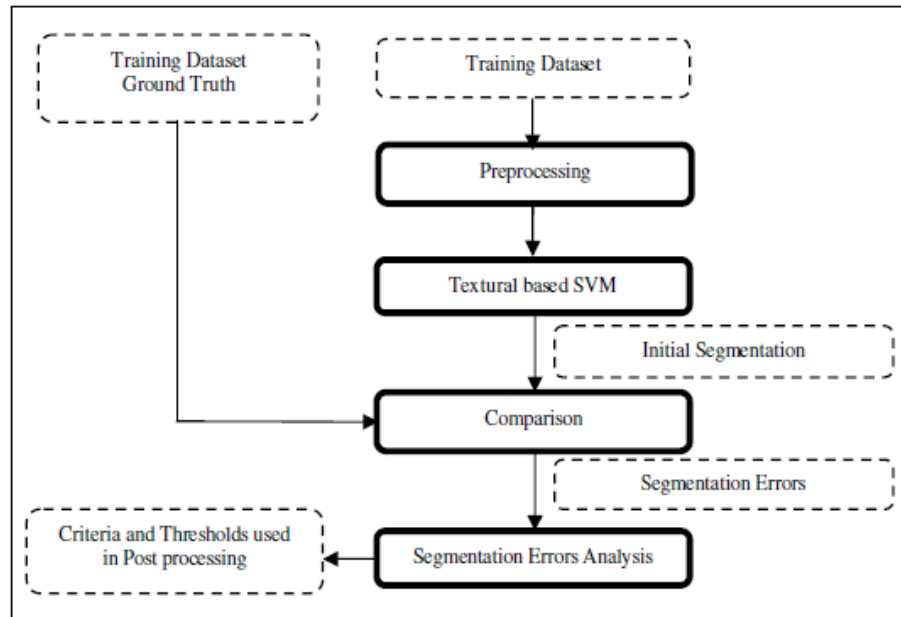 Training Dataset
Ground Truth
Training Dataset
Preprocessing
Textural based SVM
Initial Segmentation
Comparison
Segmentation Errors
Criteria and Thresholds used
in Post processing
Segmentation Errors Analysis